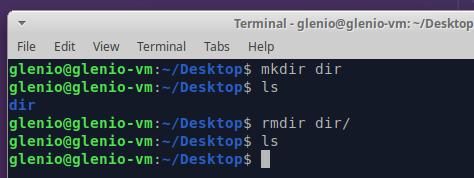 Terminal - glenio@glenio-vm: ~/Desktop
File Edit View Terminal Tabs Help
glenio@glenio-vm:~/Desktop$ mkdir dir
glenio@glenio-vm:~/Desktop$ ls
dir
glenio@glenio-vm:~/Desktop$ rmdir dir/
glenio@glenio-vm:~/Desktop$ ls
glenio@glenio-vm:~/Desktop$